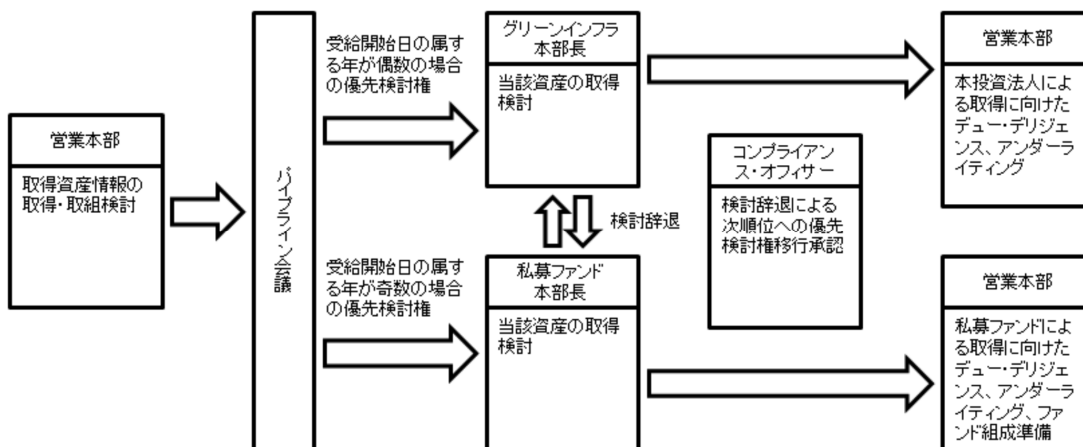 営業本部
取得資産情報の
取得・取組検討
パイプライン会議
受給開始日の属す
る年が偶数の場合
の優先検討権
グリーンインフラ
本部長
当該資産の取得
検討
営業本部
本投資法人によ
る取得に向けた
デュー・デリジェ
ンス、アンダーラ
イティング
コンプライアン
ス・オフィサー
検討辞退による
次順位への優先
検討権移行承認
検討辞退
受給開始日の属す
る年が奇数の場合
の優先検討権
私募ファンド
本部長
当該資産の取得
検討
営業本部
私募ファンドによ
る取得に向けた
デュー・デリジェ
ンス、アンダーラ
イティング、ファ
ンド組成準備